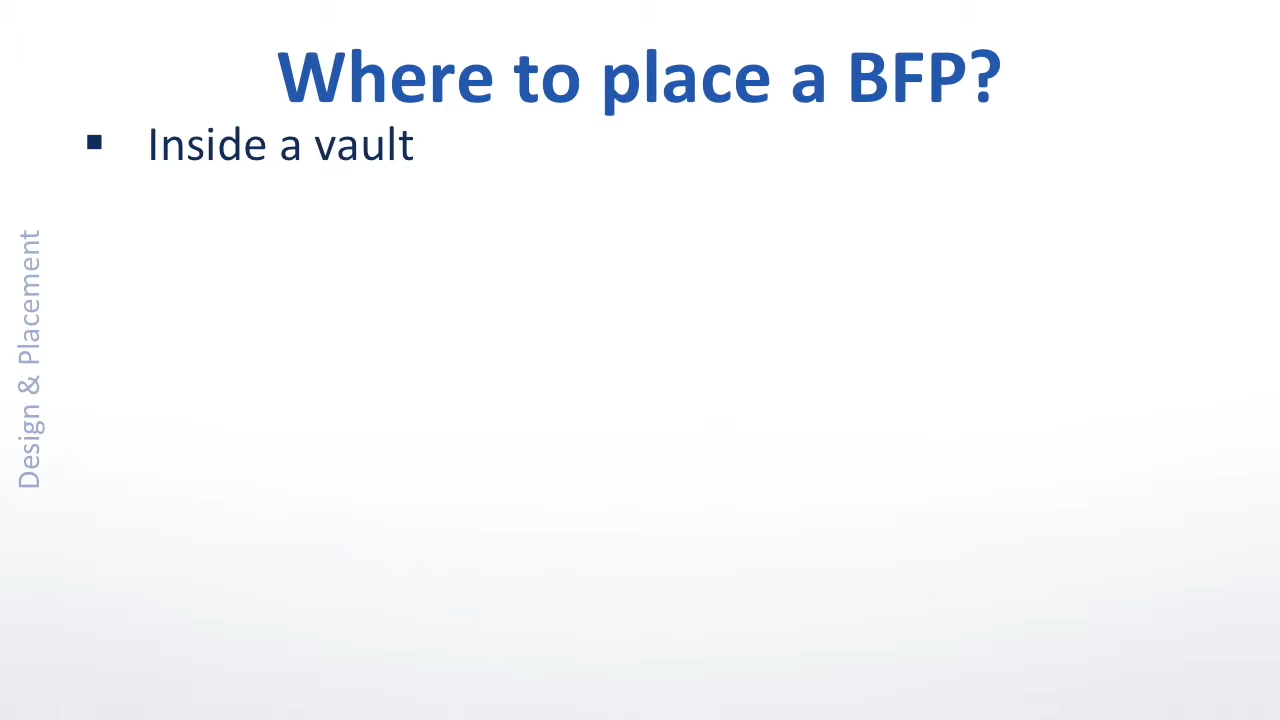 Where to place a BFP?
▪ Inside a vault
Design & Placement